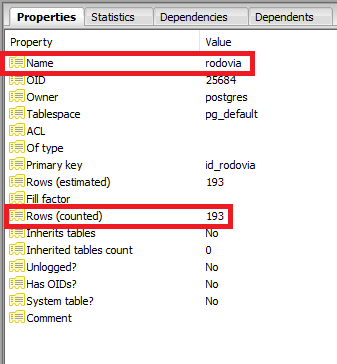 Properties Statistics Dependencies Dependents
Property Value
Name rodovia
OID 25684
Owner postgres
Tablespace pg_default
ACL
Of type
Primary key id_rodovia
Rows (estimated) 193
Fill factor
Rows (counted) 193
Inherits tables No
Inherited tables count 0
Unlogged? No
Has OIDs? No
System table? No
Comment